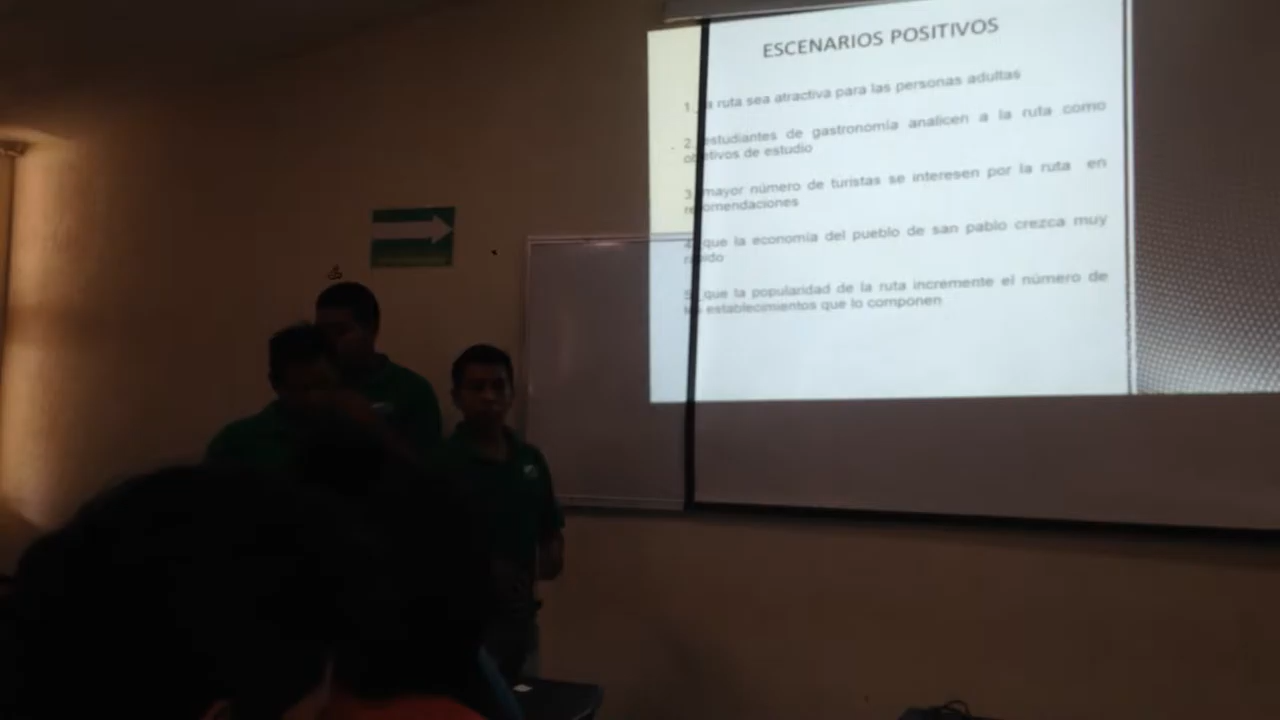 ESCENARIOS POSITIVOS
1. la ruta sea atractiva para las personas adultas
2. estudiantes de gastronomía analicen a la ruta como
objetivos de estudio
3. mayor número de turistas se interesen por la ruta en
recomendaciones
4. que la economía del pueblo de san pablo crezca muy
rápido
5. que la popularidad de la ruta incremente el número de
los establecimientos que lo componen